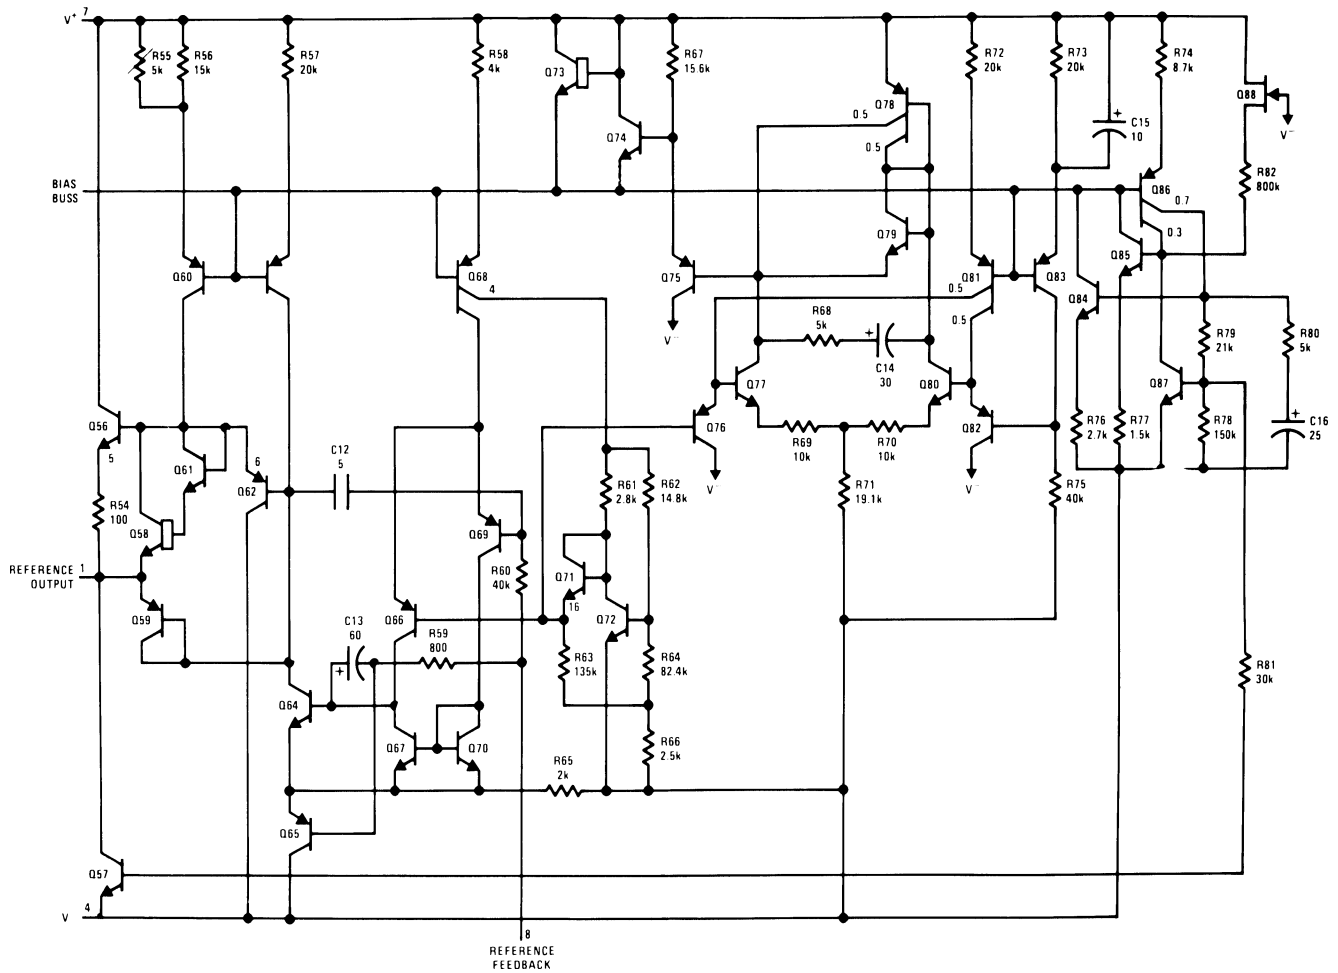 V+ 7
R55
5k
R56
15k
R57
20k
R58
4k
Q73
R67
15.6k
Q74
Q78
0.5
0.5
R72
20k
R73
20k
C15
10
R74
8.7k
Q88
V-
BIAS
BUSS
Q86
0.7
0.3
R82
800k
Q60
Q68
4
Q75
V-
Q79
Q81
0.5
0.5
Q83
Q84
Q85
R68
5k
C14
30
R79
21k
R80
5k
Q77
Q80
Q87
Q56
5
Q61
6
Q62
C12
5
Q76
V-
R69
10k
R70
10k
Q82
V-
R76
2.7k
R77
1.5k
R78
150k
C16
25
R54
100
Q58
Q69
R61
2.8k
R62
14.8k
R71
19.1k
R75
40k
REFERENCE 1
OUTPUT
R60
40k
Q71
16
Q59
Q66
Q72
C13
60
R59
800
R63
135k
R64
82.4k
R81
30k
Q64
Q67
Q70
R66
2.5k
R65
2k
Q65
Q57
4
V
8
REFERENCE
FEEDBACK